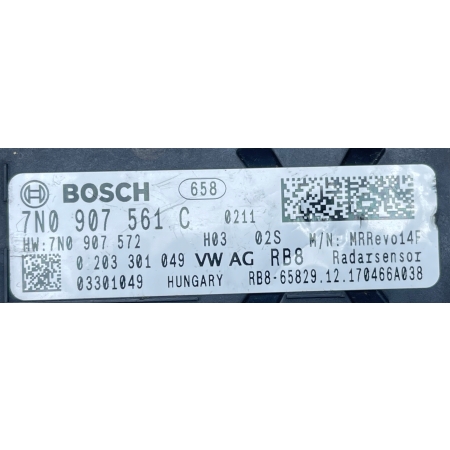 BOSCH 658
7N0 907 561 C 0211
HW:7N0 907 572 H03 02S M/N: MRRevo14F
0 203 301 049 VW AG RB8 Radarsensor
03301049 HUNGARY RB8-65829.12.170466A038